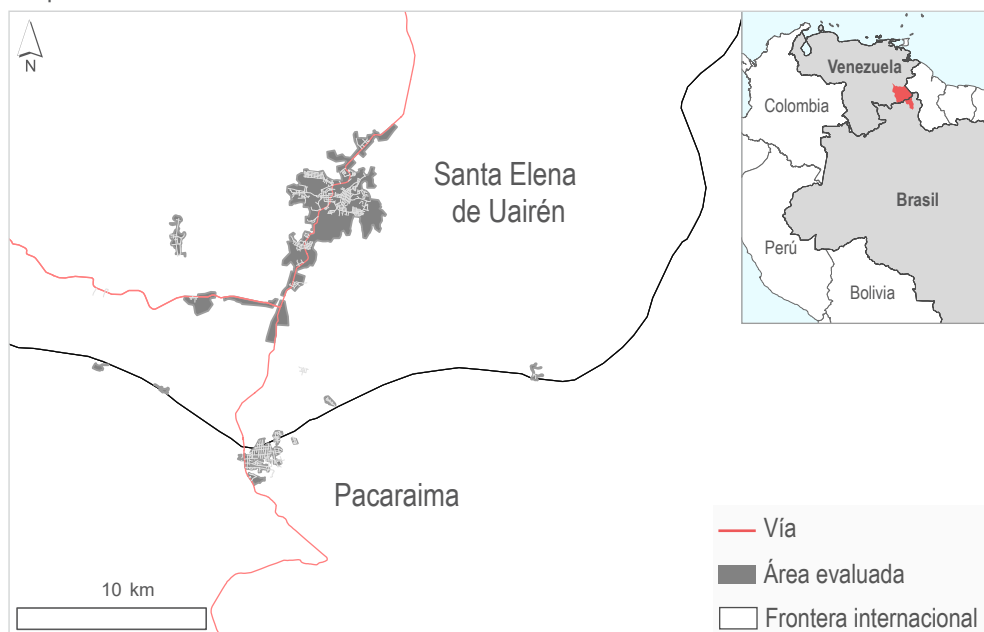 N
Santa Elena
de Uairén
Pacaraima
10 km
Venezuela
Colombia
Brasil
Perú
Bolivia
Vía
Área evaluada
Frontera internacional